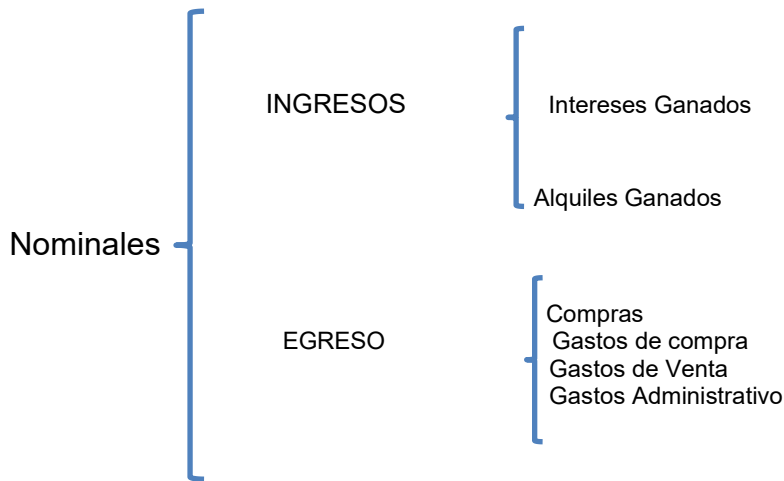 Nominales
INGRESOS
Intereses Ganados
Alquiles Ganados
EGRESO
Compras
Gastos de compra
Gastos de Venta
Gastos Administrativo